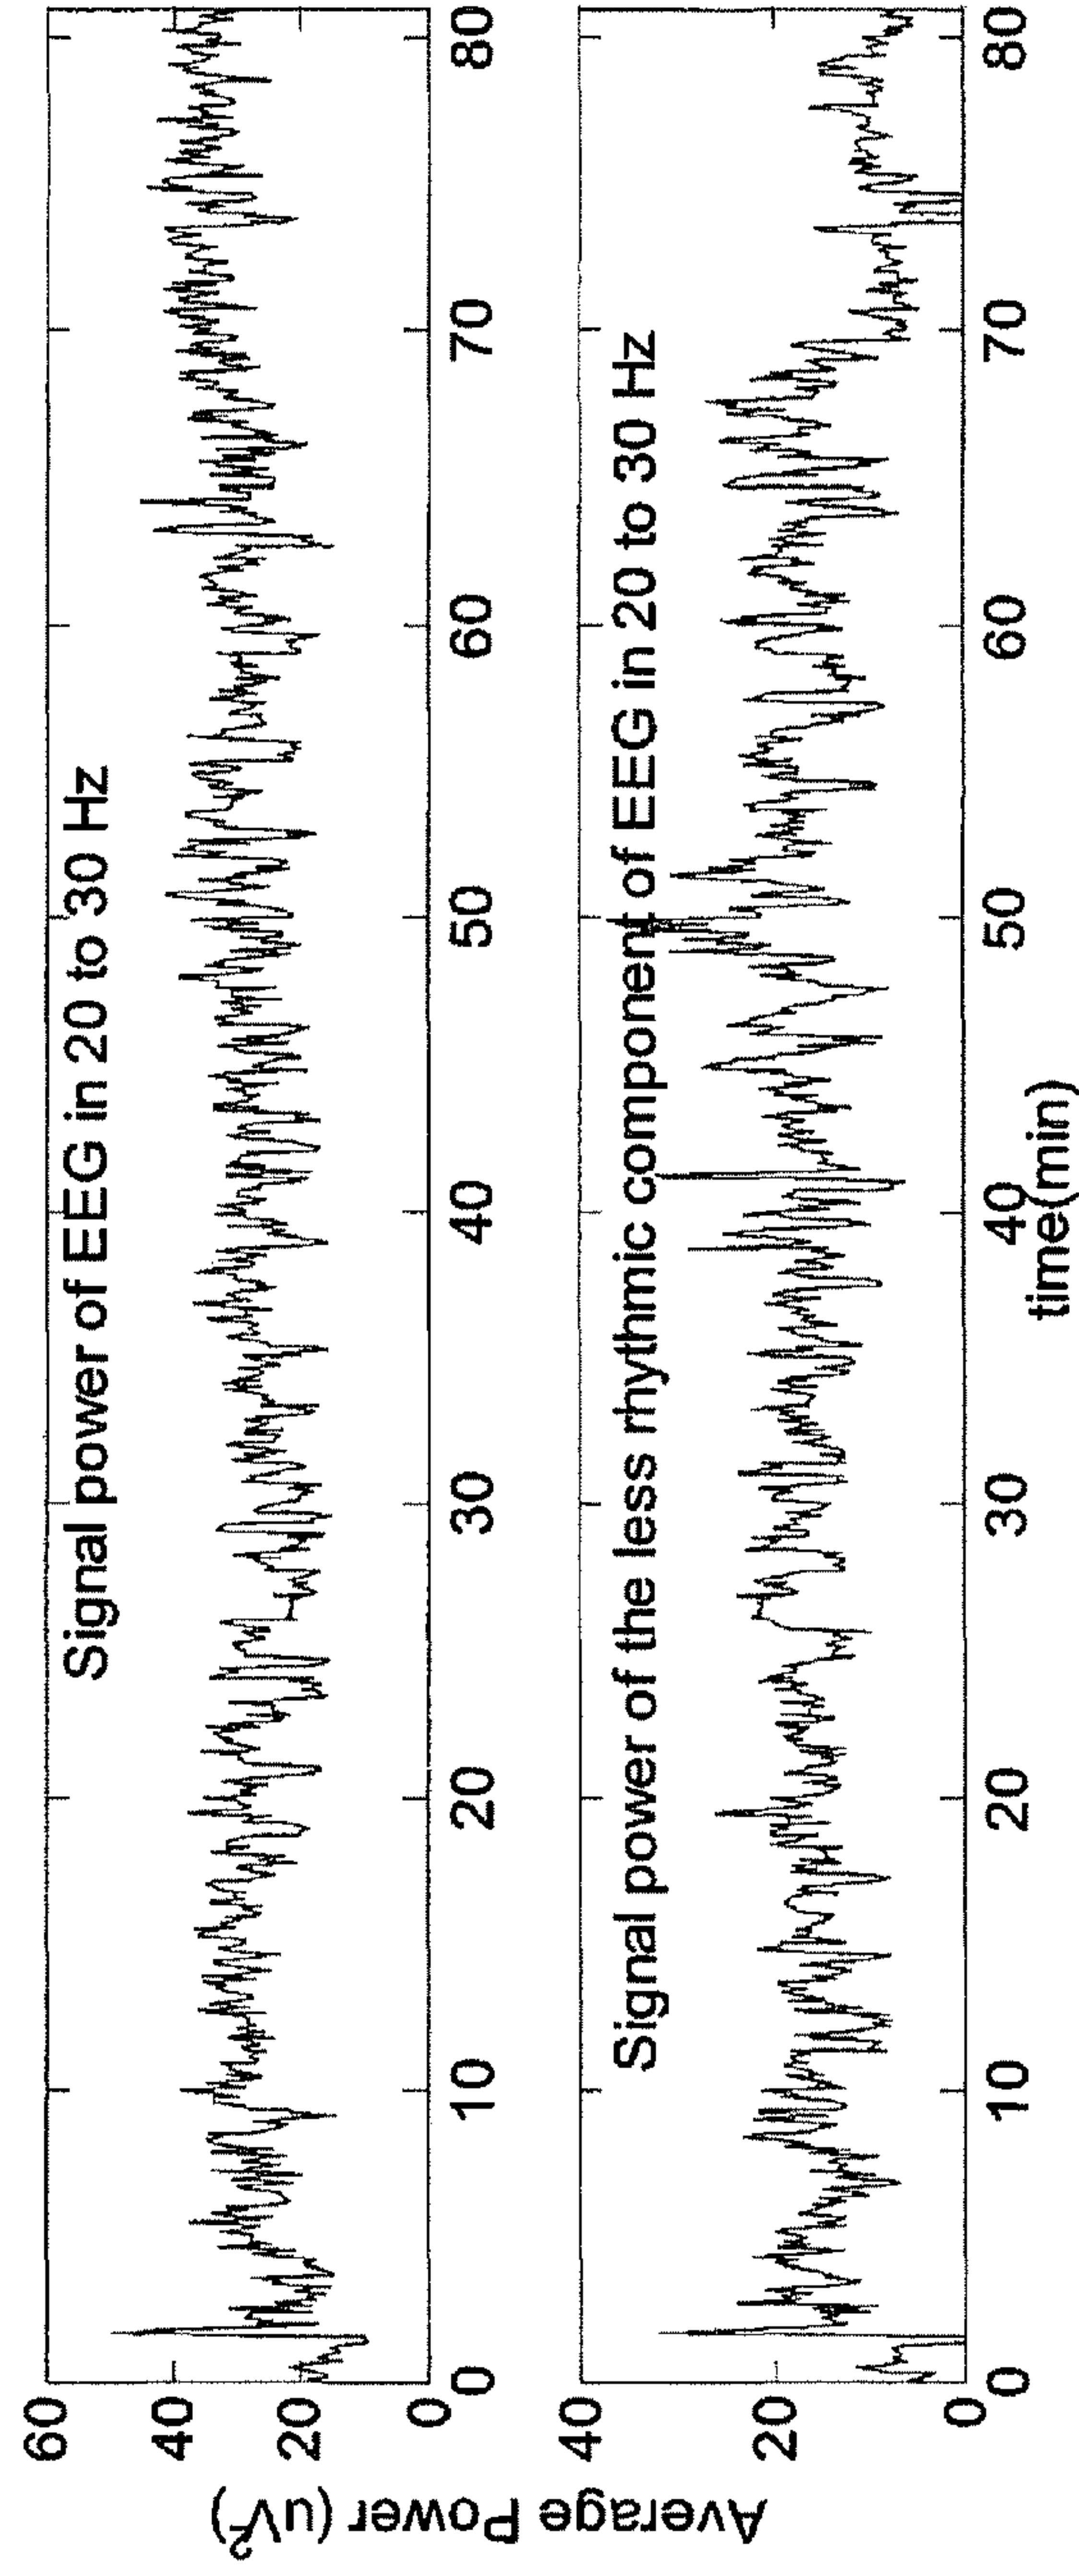 Signal power of EEG in 20 to 30 Hz
60
40
20
0
0 10 20 30 40 50 60 70 80
Average Power (uV²)
Signal power of the less rhythmic component of EEG in 20 to 30 Hz
40
20
0
0 10 20 30 40 50 60 70 80
time(min)